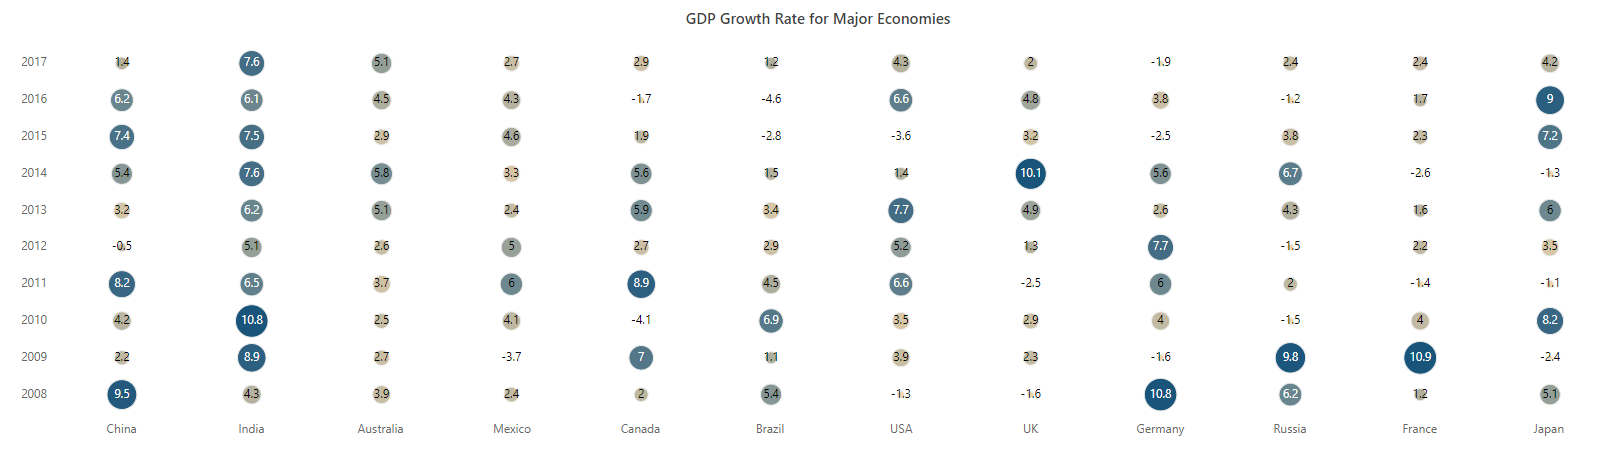 GDP Growth Rate for Major Economies
2017 1.4 7.6 5.1 2.7 2.9 1.2 4.3 2 -1.9 2.4 2.4 4.2
2016 6.2 6.1 4.5 4.3 -1.7 -4.6 6.6 4.8 3.8 -1.2 1.7 9
2015 7.4 7.5 2.9 4.6 1.9 -2.8 -3.6 3.2 -2.5 3.8 2.3 7.2
2014 5.4 7.6 5.8 3.3 5.6 1.5 1.4 10.1 5.6 6.7 -2.6 -1.3
2013 3.2 6.2 5.1 2.4 5.9 3.4 7.7 4.9 2.6 4.3 1.6 6
2012 -0.5 5.1 2.6 5 2.7 2.9 5.2 1.3 7.7 -1.5 2.2 3.5
2011 8.2 6.5 3.7 6 8.9 4.5 6.6 -2.5 6 2 -1.4 -1.1
2010 4.2 10.8 2.5 4.1 -4.1 6.9 3.5 2.9 4 -1.5 4 8.2
2009 2.2 8.9 2.7 -3.7 7 1.1 3.9 2.3 -1.6 9.8 10.9 -2.4
2008 9.5 4.3 3.9 2.4 2 5.4 -1.3 -1.6 10.8 6.2 1.2 5.1
China India Australia Mexico Canada Brazil USA UK Germany Russia France Japan